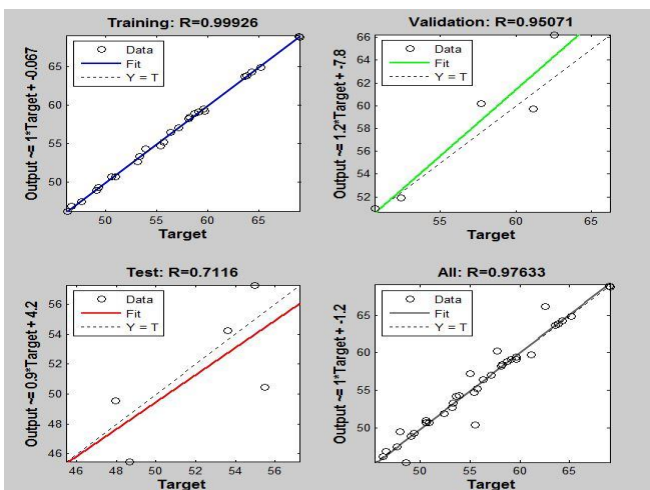 Training: R=0.99926
Output ~= 1*Target + -0.067
Data
Fit
Y = T
65
60
55
50
50 55 60 65
Target
Validation: R=0.95071
Output ~= 1.2*Target + -7.8
Data
Fit
Y = T
66
64
62
60
58
56
54
52
55 60
Target
Test: R=0.7116
Output ~= 0.9*Target + 4.2
Data
Fit
Y = T
56
54
52
50
48
46
46 48 50 52 54 56
Target
All: R=0.97633
Output ~= 1*Target + -1.2
Data
Fit
Y = T
65
60
55
50
50 55 60 65
Target